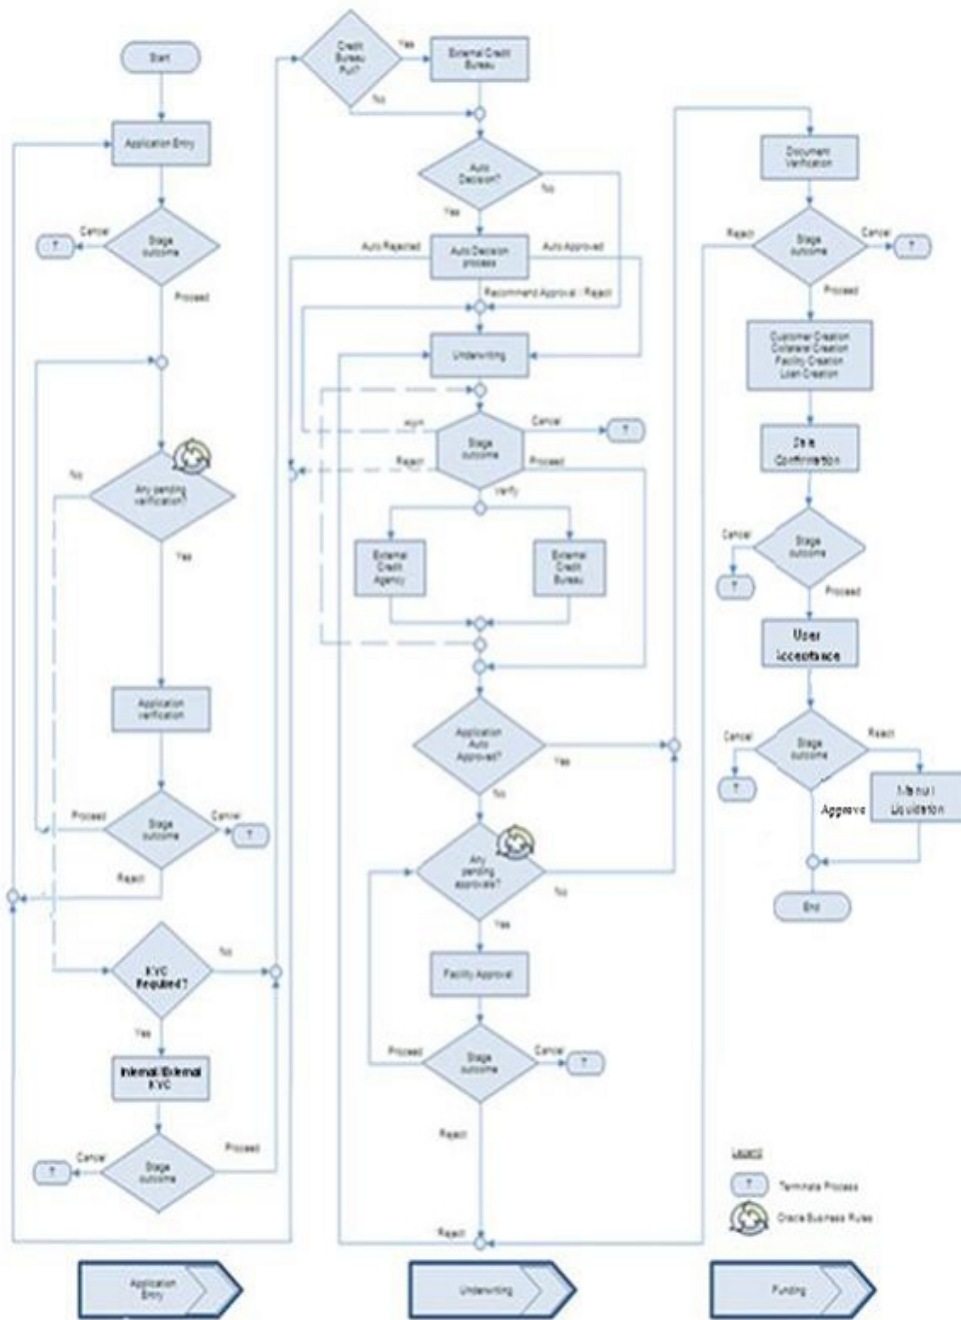 Start
Application Entry
Cancel
T
Stage
outcome
Proceed
No
Any pending
verification?
Yes
Application
verification
Proceed
Stage
outcome
Cancel
T
Reject
KYC
Required?
No
Yes
Internal/External
KYC
T
Cancel
Stage
outcome
Proceed
Application
Entry
Credit
Bureau
Pull?
Yes
External Credit
Bureau
No
Auto
Decision?
No
Yes
Auto Rejected
Auto Decision
process
Auto Approved
Recommend Approval / Reject
Underwriting
Stage
outcome
Cancel
T
Reject
Proceed
Verify
External
Credit
Agency
External
Credit
Bureau
Application
Auto
Approved?
Yes
No
Any
pending
approvals?
No
Yes
Facility Approval
Proceed
Stage
outcome
Cancel
T
Reject
Reject
Underwriting
Document
Verification
Reject
Stage
outcome
Cancel
T
Proceed
Customer Creation
Collateral Creation
Facility Creation
Loan Creation
Sale
Confirmation
Cancel
T
Stage
outcome
Proceed
User
Acceptance
Cancel
T
Stage
outcome
Reject
Approve
Manual
Liquidation
End
Legend
T
Terminate Process
Oracle Business Rules
Funding